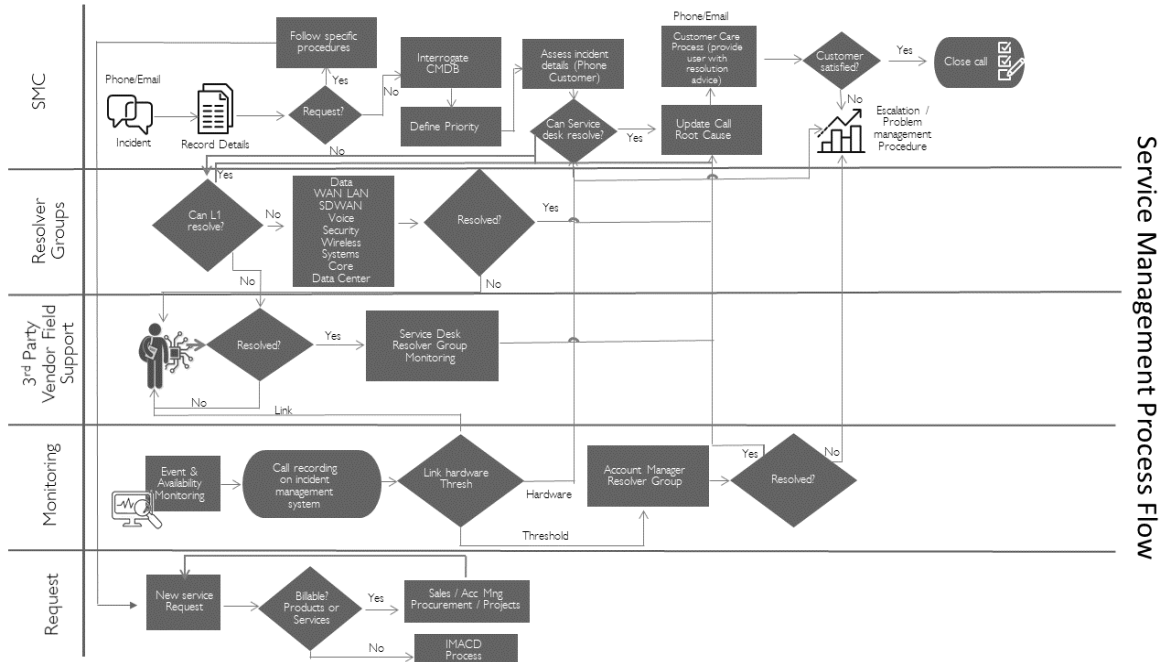 Service Management Process Flow
SMC
Phone/Email
Incident
Record Details
Request?
Yes
No
Follow specific
procedures
Interrogate
CMDB
Define Priority
Assess incident
details (Phone
Customer)
Can Service
desk resolve?
Yes
No
Phone/Email
Customer Care
Process (provide
user with
resolution
advice)
Update Call
Root Cause
Customer
satisfied?
Yes
No
Close call
Escalation /
Problem
management
Procedure
Resolver
Groups
Yes
Can L1
resolve?
No
No
Data
WAN LAN
SDWAN
Voice
Security
Wireless
Systems
Core
Data Center
Resolved?
Yes
No
3rd Party
Vendor Field
Support
Resolved?
Yes
No
Service Desk
Resolver Group
Monitoring
Link
Monitoring
Event &
Availability
Monitoring
Call recording
on incident
management
system
Link hardware
Thresh
Hardware
Threshold
Account Manager
Resolver Group
Yes
No
Resolved?
Request
New service
Request
Billable?
Products or
Services
Yes
No
Sales / Acc Mng
Procurement / Projects
IMACD
Process